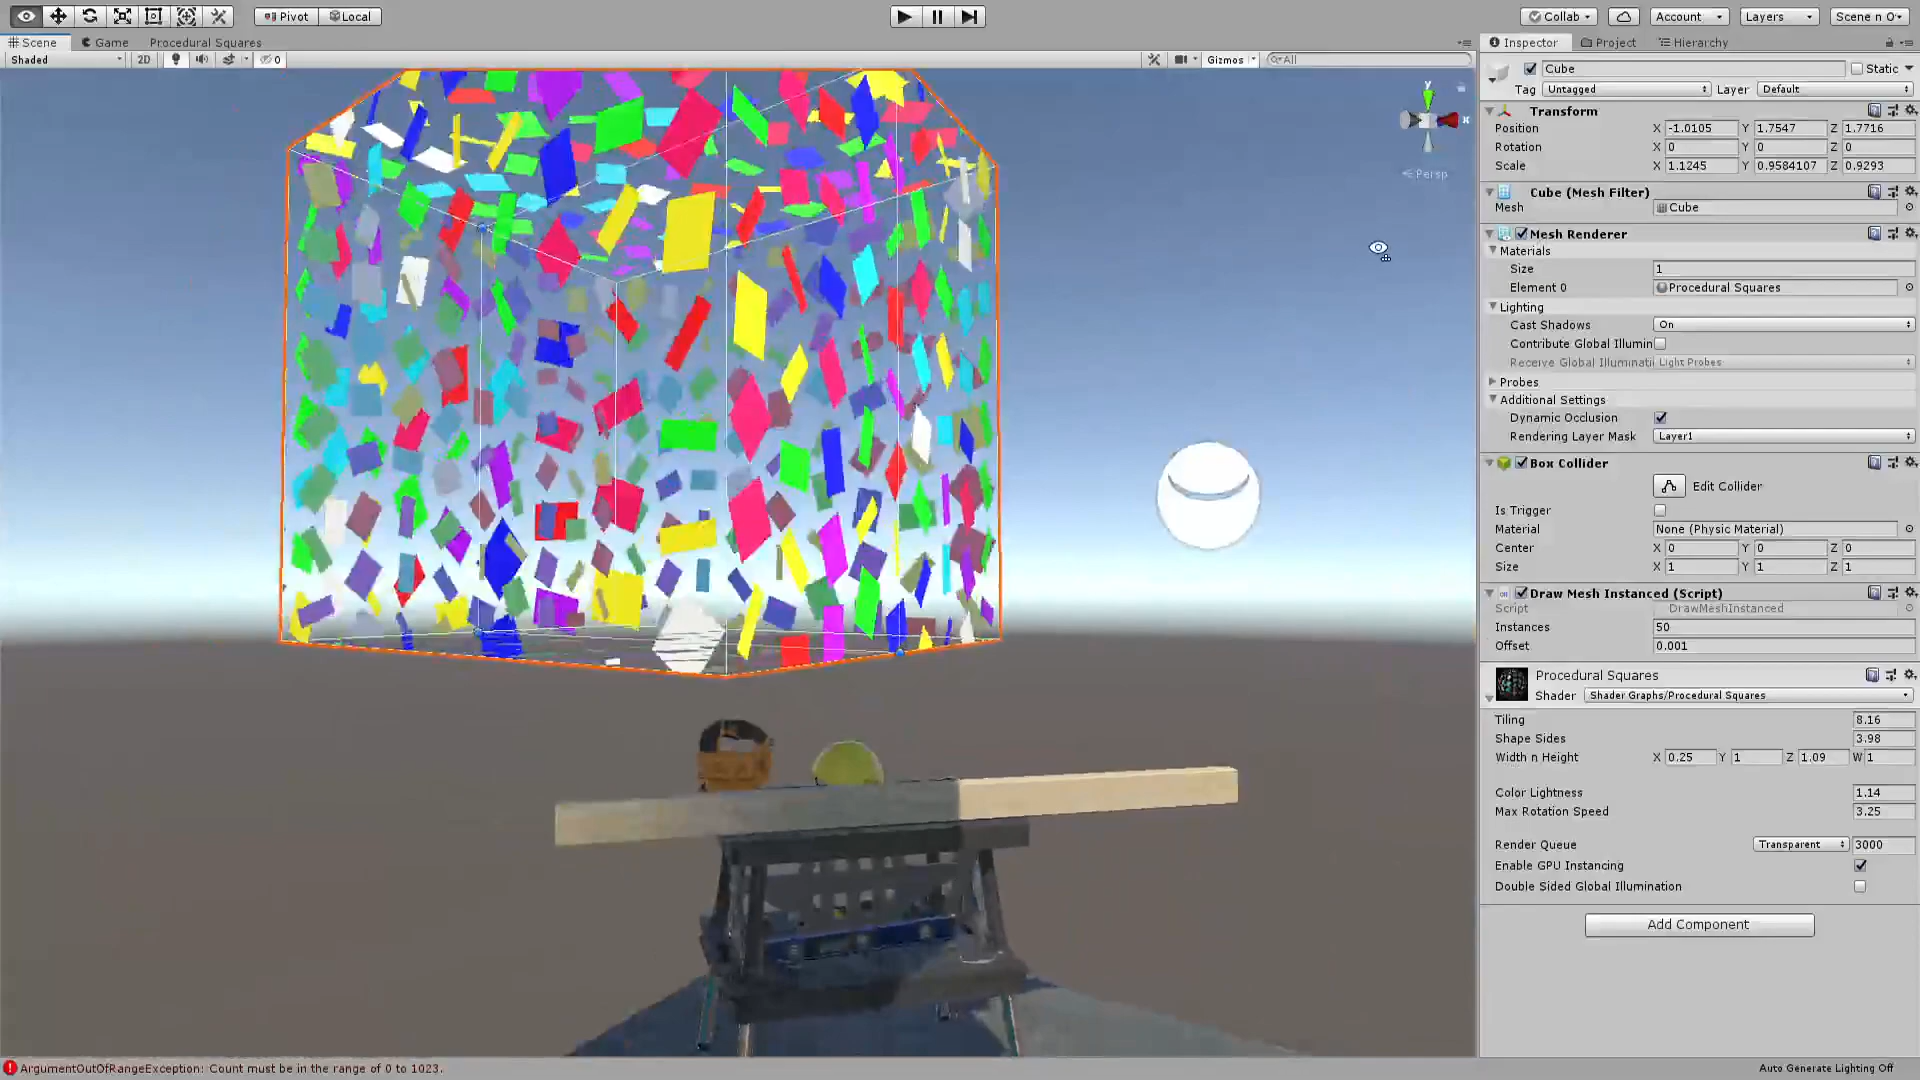 Pivot Local
Collab Account Layers Scene n O
Scene Game Procedural Squares
Inspector Project Hierarchy
Shaded 2D 0 Gizmos All
Cube Static
Tag Untagged Layer Default
Transform
Position X -1.0105 Y 1.7547 Z 1.7716
Rotation X 0 Y 0 Z 0
Scale X 1.1245 Y 0.9584107 Z 0.9293
Cube (Mesh Filter)
Mesh Cube
Mesh Renderer
Materials
Size 1
Element 0 Procedural Squares
Lighting
Cast Shadows On
Contribute Global Illumin
Receive Global Illuminati Light Probes
Probes
Additional Settings
Dynamic Occlusion
Rendering Layer Mask Layer1
Box Collider
Edit Collider
Is Trigger
Material None (Physic Material)
Center X 0 Y 0 Z 0
Size X 1 Y 1 Z 1
Draw Mesh Instanced (Script)
Script DrawMeshInstanced
Instances 50
Offset 0.001
Procedural Squares
Shader Shader Graphs/Procedural Squares
Tiling 8.16
Shape Sides 3.98
Width n Height X 0.25 Y 1 Z 1.09 W 1
Color Lightness 1.14
Max Rotation Speed 3.25
Render Queue Transparent 3000
Enable GPU Instancing
Double Sided Global Illumination
Add Component
y
x
Persp
ArgumentOutOfRangeException: Count must be in the range of 0 to 1023.
Auto Generate Lighting Off